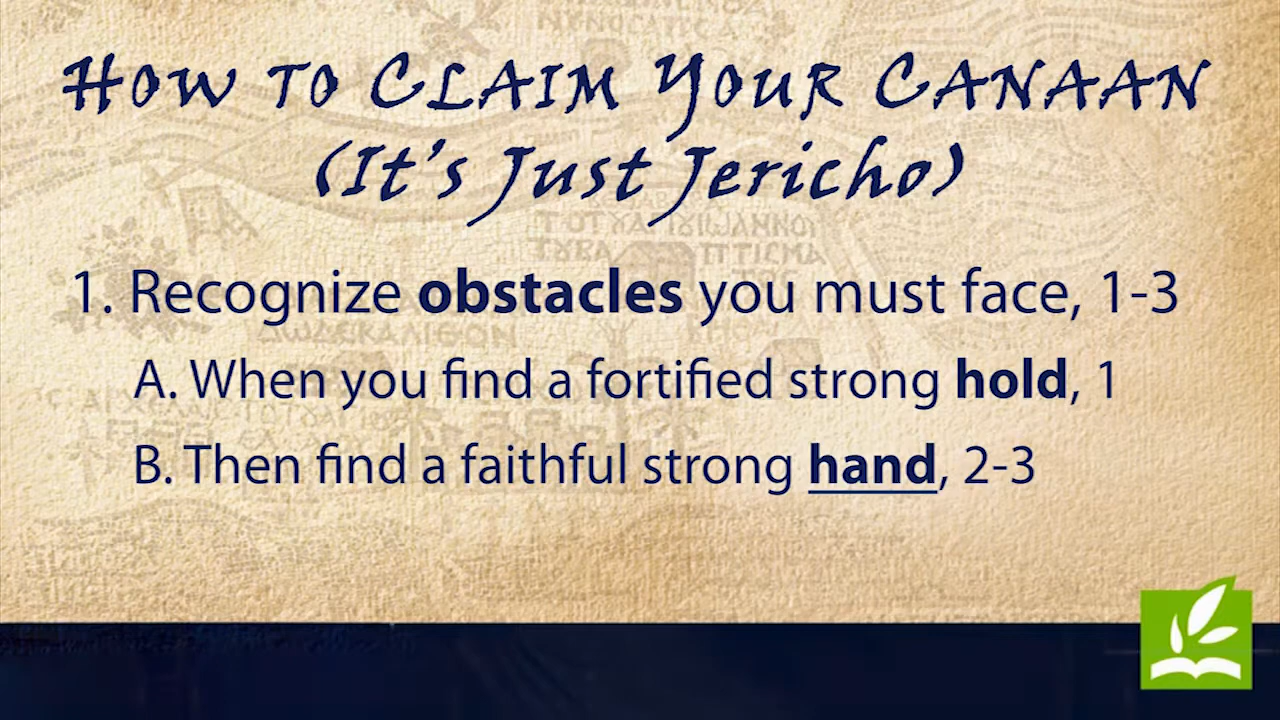 How to Claim Your Canaan
(It's Just Jericho)
1. Recognize obstacles you must face, 1-3
A. When you find a fortified strong hold, 1
B. Then find a faithful strong hand, 2-3